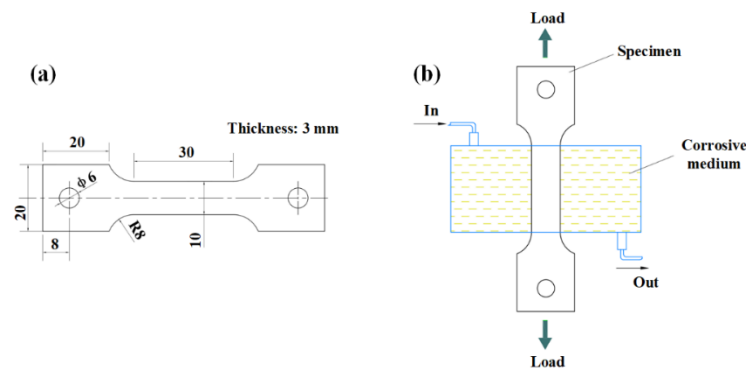 (a)
Thickness: 3 mm
20
30
20
ϕ 6
8
R8
10
(b)
Load
Specimen
In
Corrosive
medium
Out
Load